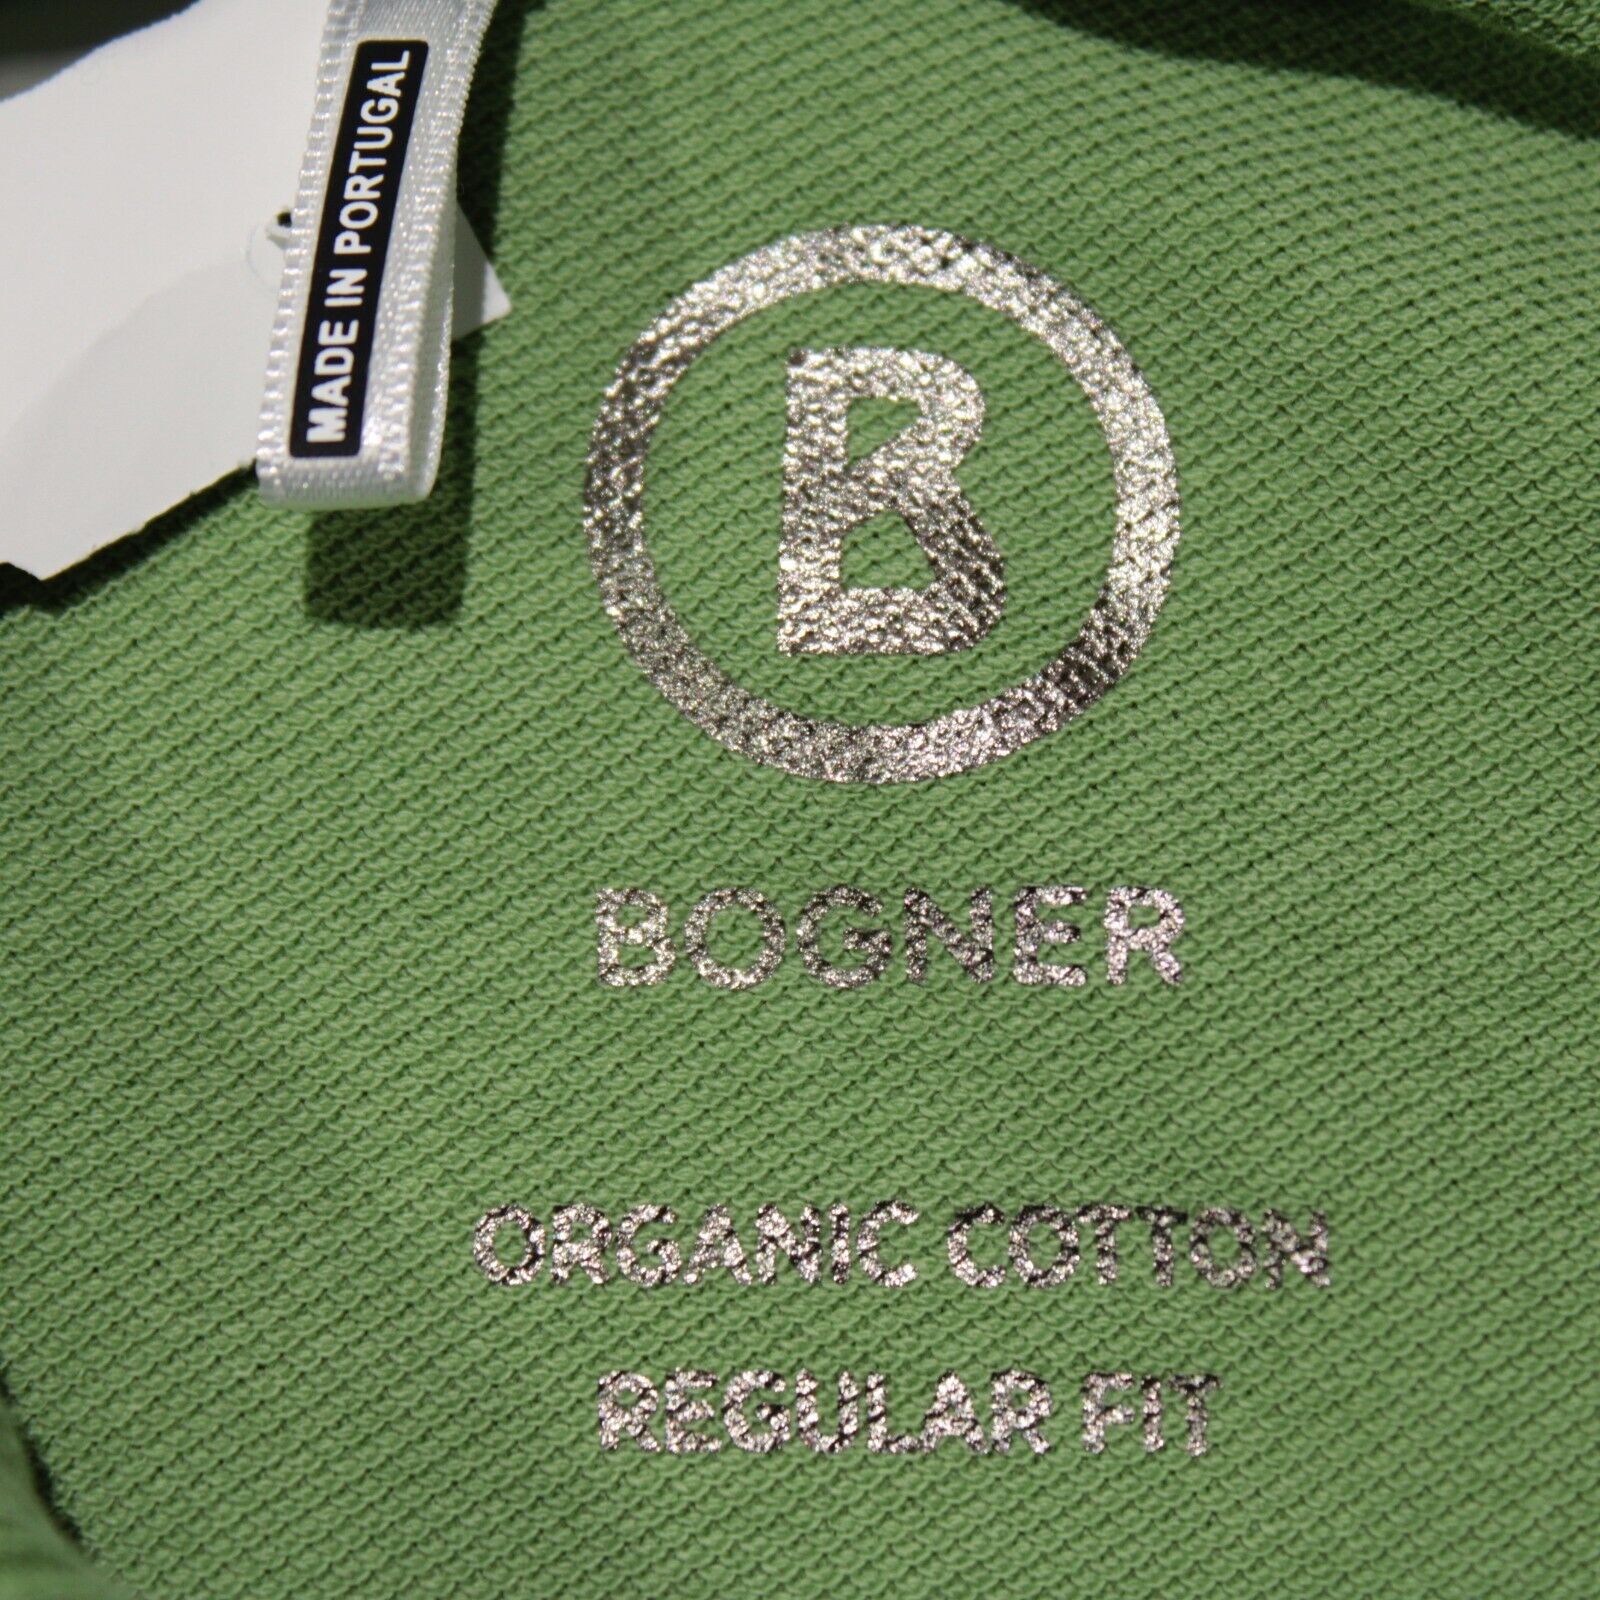 MADE IN PORTUGAL
B
BOGNER
ORGANIC COTTON
REGULAR FIT